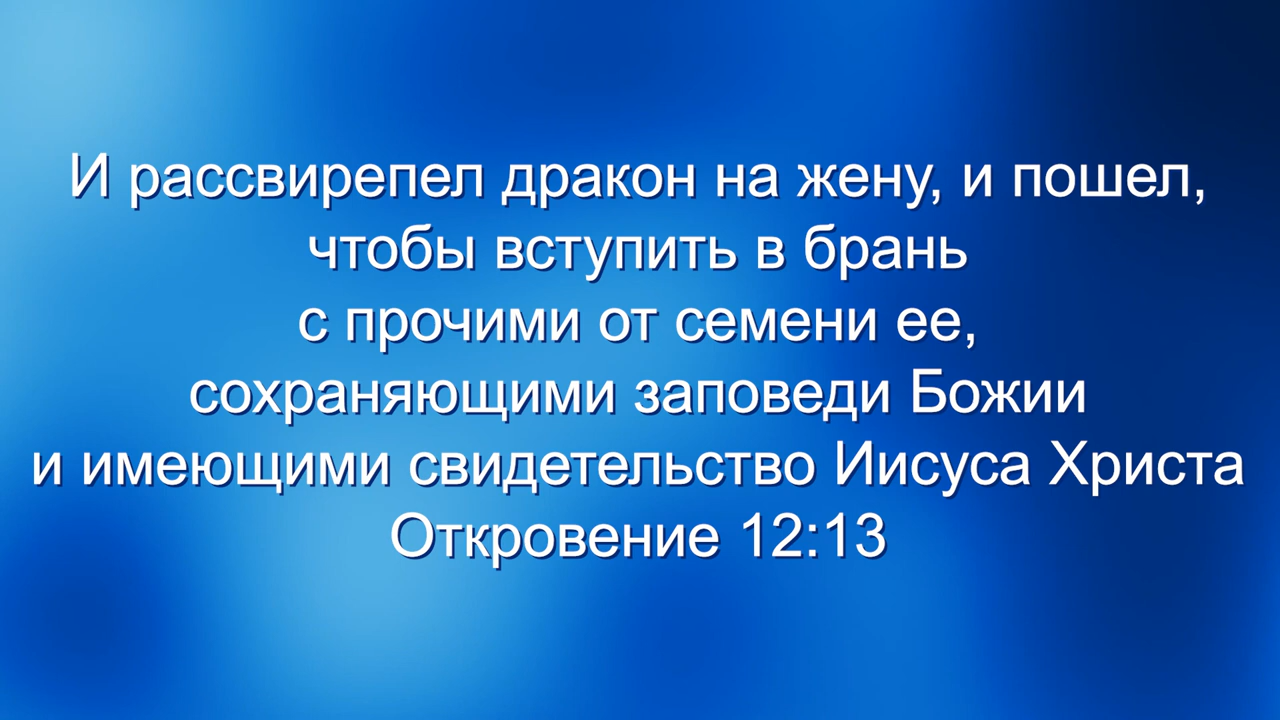 И рассвирепел дракон на жену, и пошел,
чтобы вступить в брань
с прочими от семени ее,
сохраняющими заповеди Божии
и имеющими свидетельство Иисуса Христа
Откровение 12:13